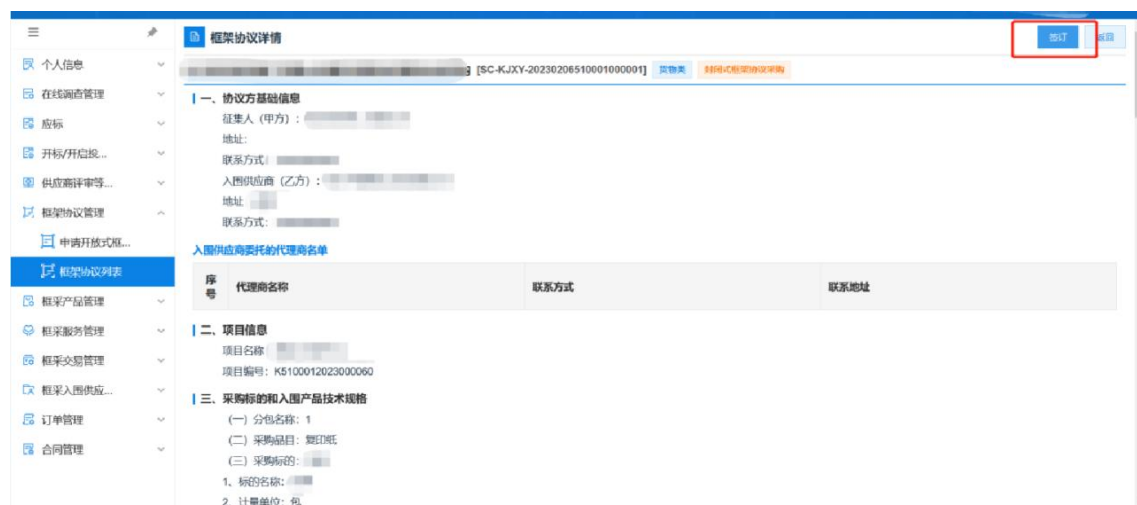 框架协议详情
签订
返回
[SC-KJXY-20230206510001000001] 货物类 封闭式框架协议采购
个人信息
在线调查管理
应标
开标/开启投...
供应商评审等...
框架协议管理
申请开放式框...
框架协议列表
框采产品管理
框采服务管理
框采交易管理
框采入围供应...
订单管理
合同管理
一、协议方基础信息
征集人（甲方）:
地址:
联系方式:
入围供应商（乙方）:
地址:
联系方式:
入围供应商委托的代理商名单
序号 代理商名称 联系方式 联系地址
二、项目信息
项目名称
项目编号: K5100012023000060
三、采购标的和入围产品技术规格
(一) 分包名称: 1
(二) 采购品目: 复印纸
(三) 采购标的:
1、标的名称:
2、计量单位: 包